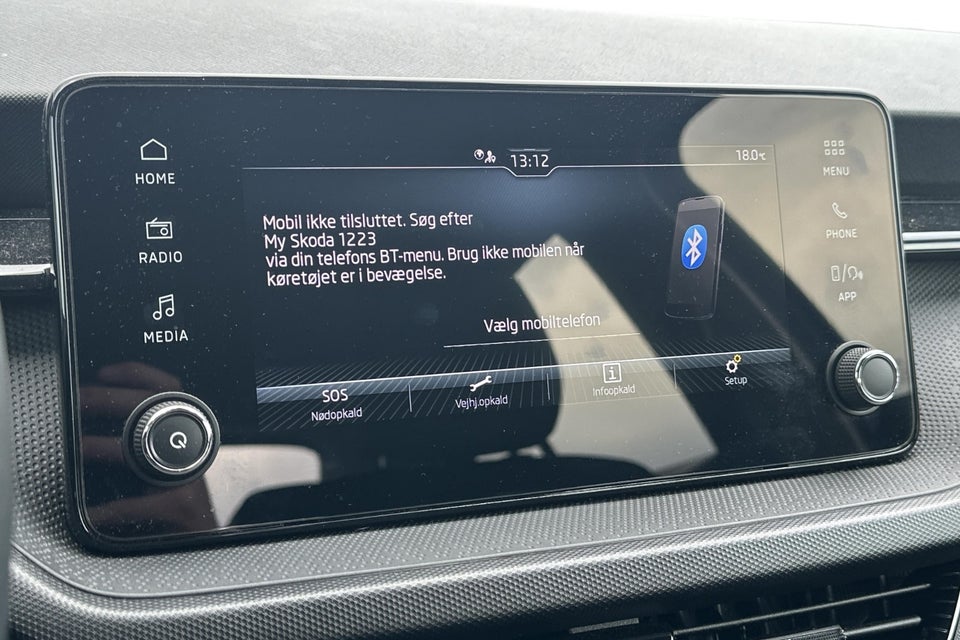 13:12
18.0°c
HOME
RADIO
MEDIA
Mobil ikke tilsluttet. Søg efter
My Skoda 1223
via din telefons BT-menu. Brug ikke mobilen når
køretøjet er i bevægelse.
Vælg mobiltelefon
SOS
Nødopkald
Vejhj.opkald
Infoopkald
Setup
MENU
PHONE
APP